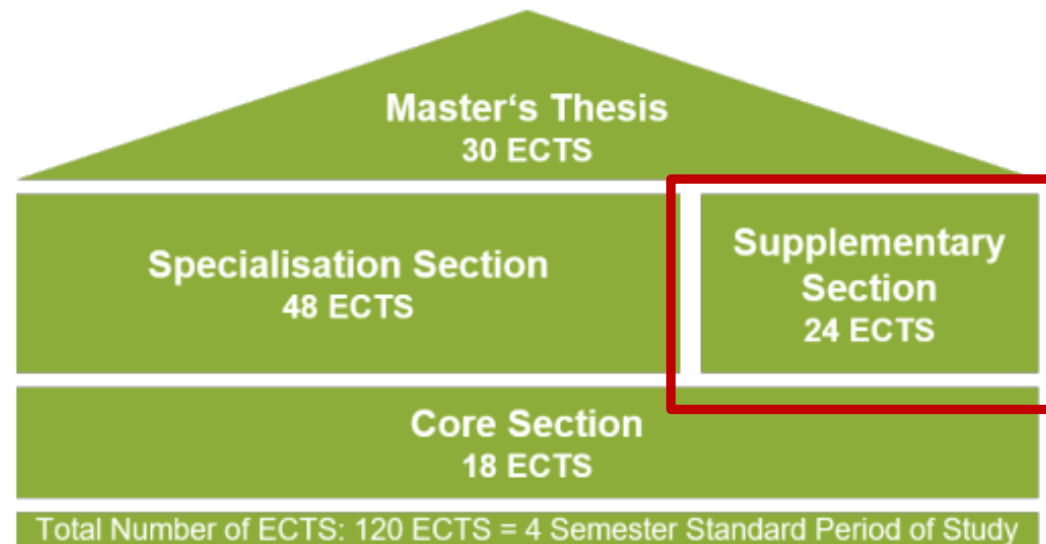 Master‘s Thesis
30 ECTS
Specialisation Section
48 ECTS
Supplementary
Section
24 ECTS
Core Section
18 ECTS
Total Number of ECTS: 120 ECTS = 4 Semester Standard Period of Study